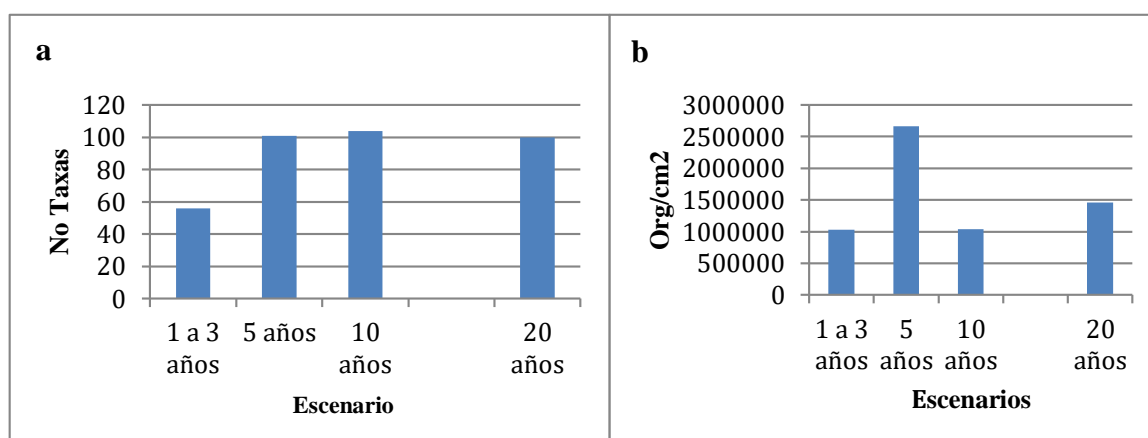 a
No Taxas
120
100
80
60
40
20
0
1 a 3 años
5 años
10 años
20 años
Escenario
b
Org/cm2
3000000
2500000
2000000
1500000
1000000
500000
0
1 a 3 años
5 años
10 años
20 años
Escenarios